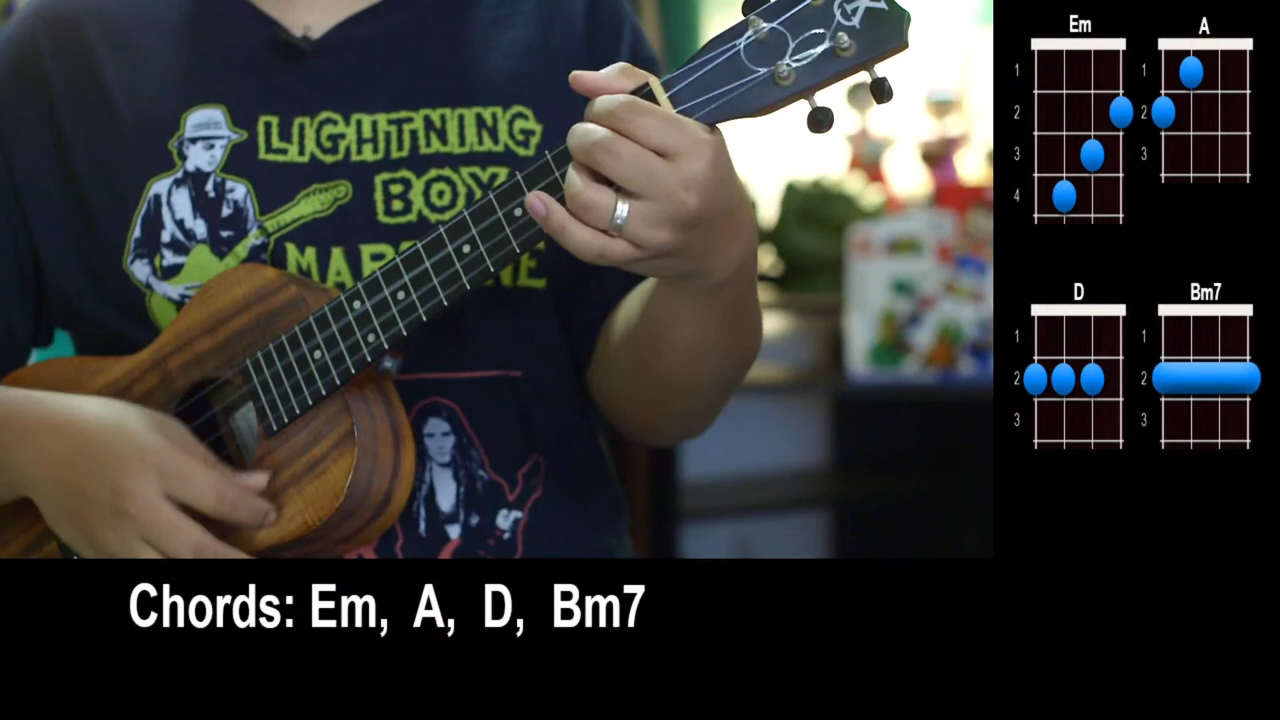 LIGHTNING
BOY
Em
A
1
2
3
4
1
2
3
D
Bm7
1
2
3
1
2
3
Chords: Em, A, D, Bm7